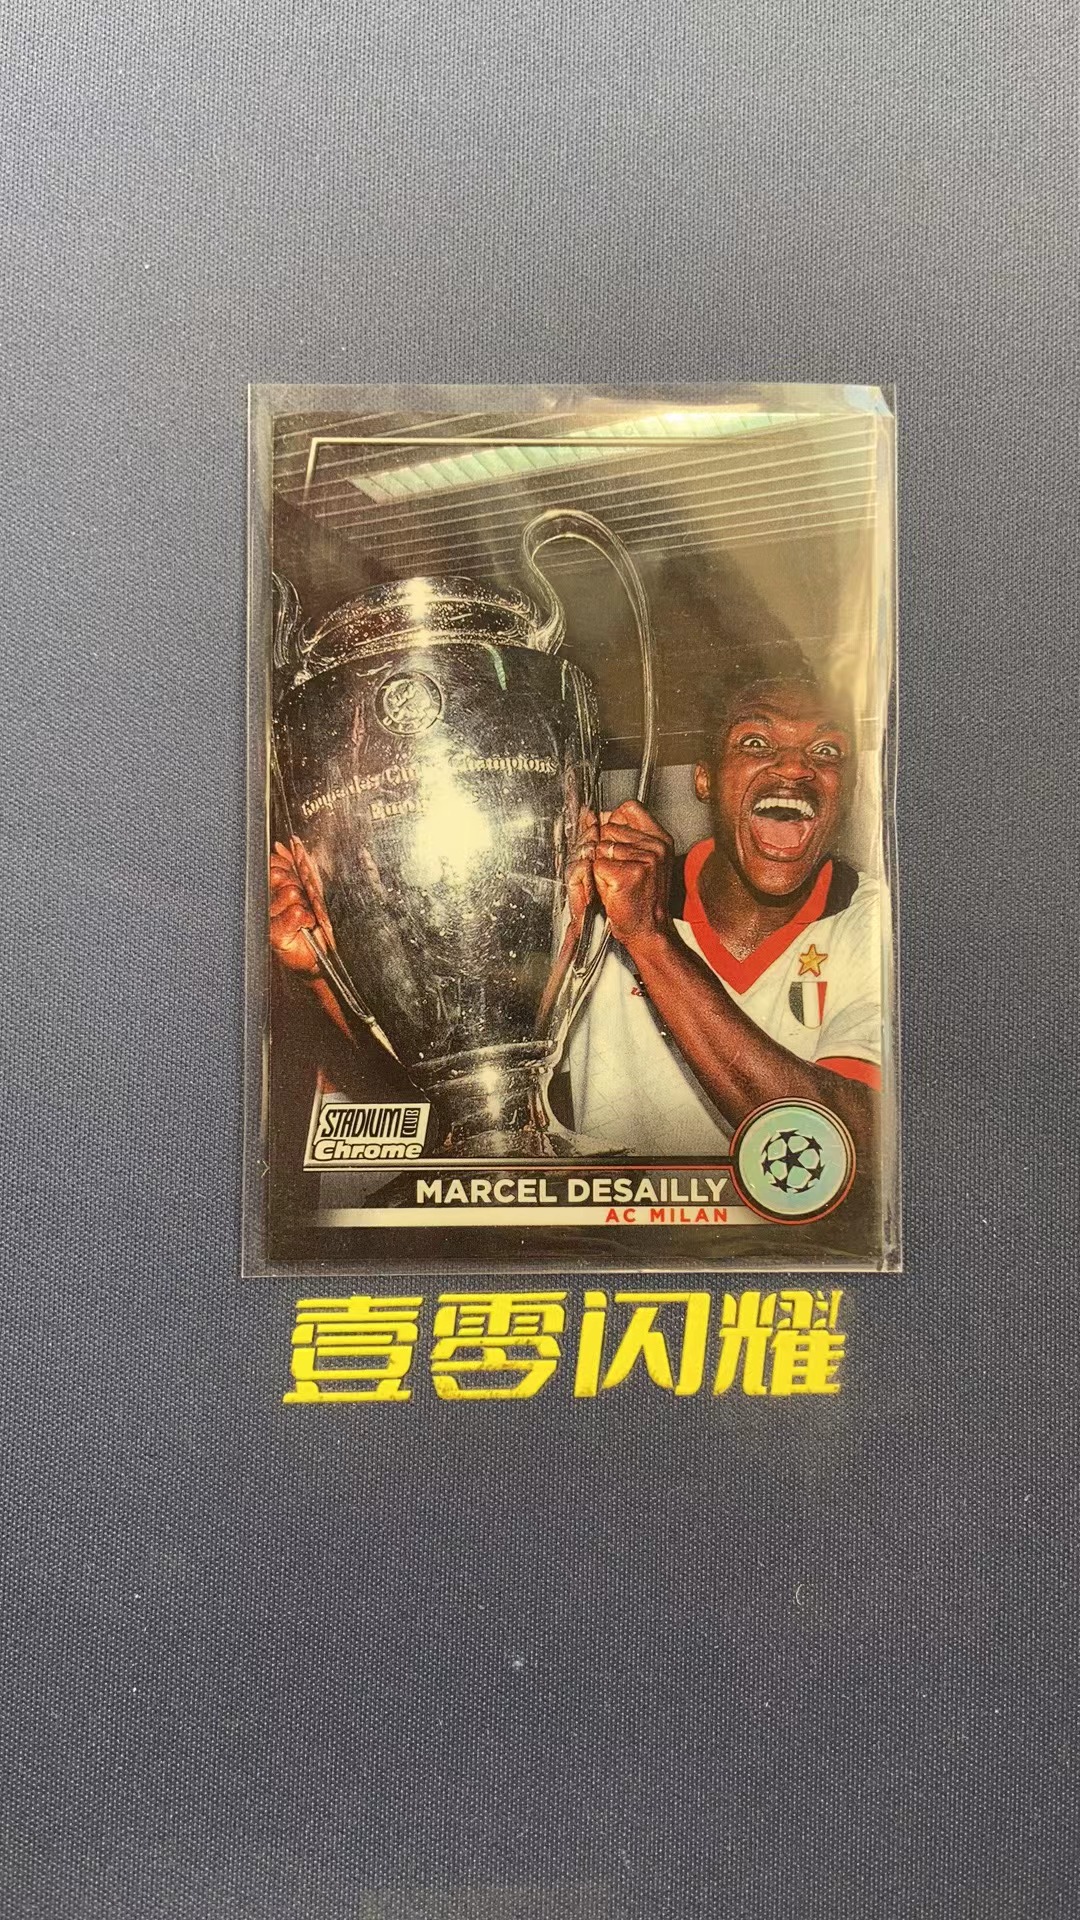 Coupe des Clubs Champions
Europ
STADIUM CLUB
Chrome
MARCEL DESAILLY
AC MILAN
壹零闪耀